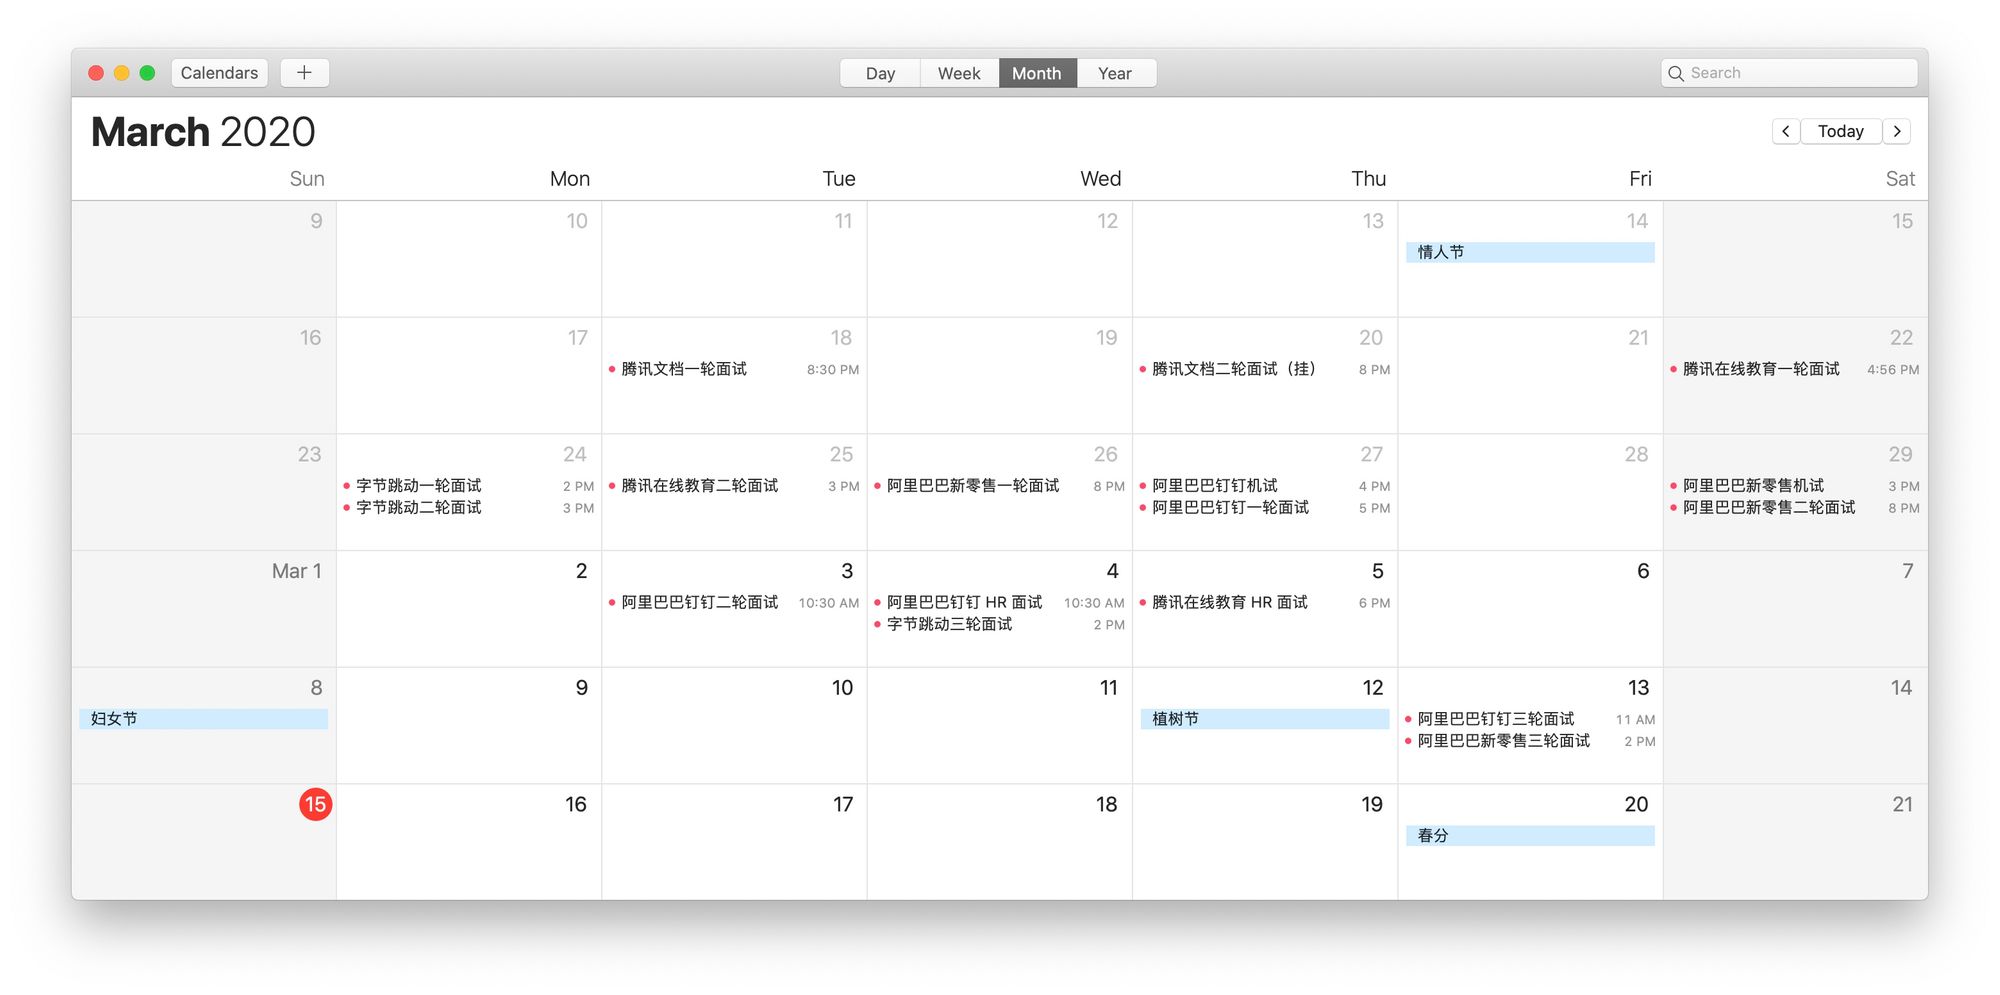 Calendars
Day Week Month Year
Search
March 2020
Today
Sun Mon Tue Wed Thu Fri Sat
9 10 11 12 13 14 15
情人节
16 17 18 19 20 21 22
腾讯文档一轮面试 8:30 PM
腾讯文档二轮面试（挂） 8 PM
腾讯在线教育一轮面试 4:56 PM
23 24 25 26 27 28 29
字节跳动一轮面试 2 PM
字节跳动二轮面试 3 PM
腾讯在线教育二轮面试 3 PM
阿里巴巴新零售一轮面试 8 PM
阿里巴巴钉钉机试 4 PM
阿里巴巴钉钉一轮面试 5 PM
阿里巴巴新零售机试 3 PM
阿里巴巴新零售二轮面试 8 PM
Mar 1 2 3 4 5 6 7
阿里巴巴钉钉二轮面试 10:30 AM
阿里巴巴钉钉 HR 面试 10:30 AM
字节跳动三轮面试 2 PM
腾讯在线教育 HR 面试 6 PM
8 9 10 11 12 13 14
妇女节
植树节
阿里巴巴钉钉三轮面试 11 AM
阿里巴巴新零售三轮面试 2 PM
15 16 17 18 19 20 21
春分